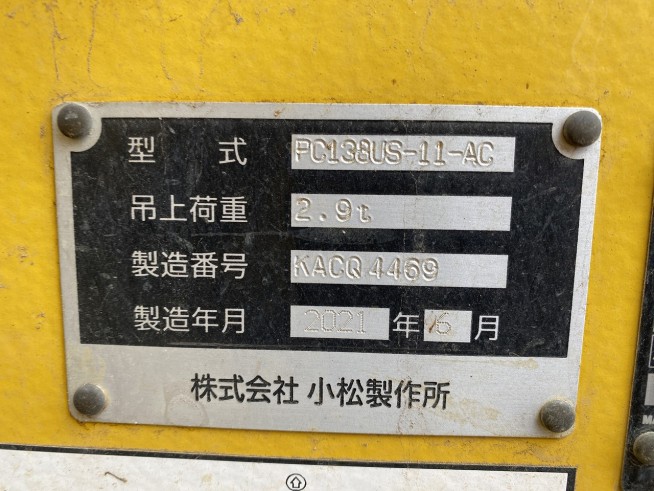 型 式 PC138US-11-AC
吊上荷重 2.9t
製造番号 KACQ4469
製造年月 2021 年 6 月
株式会社 小松製作所